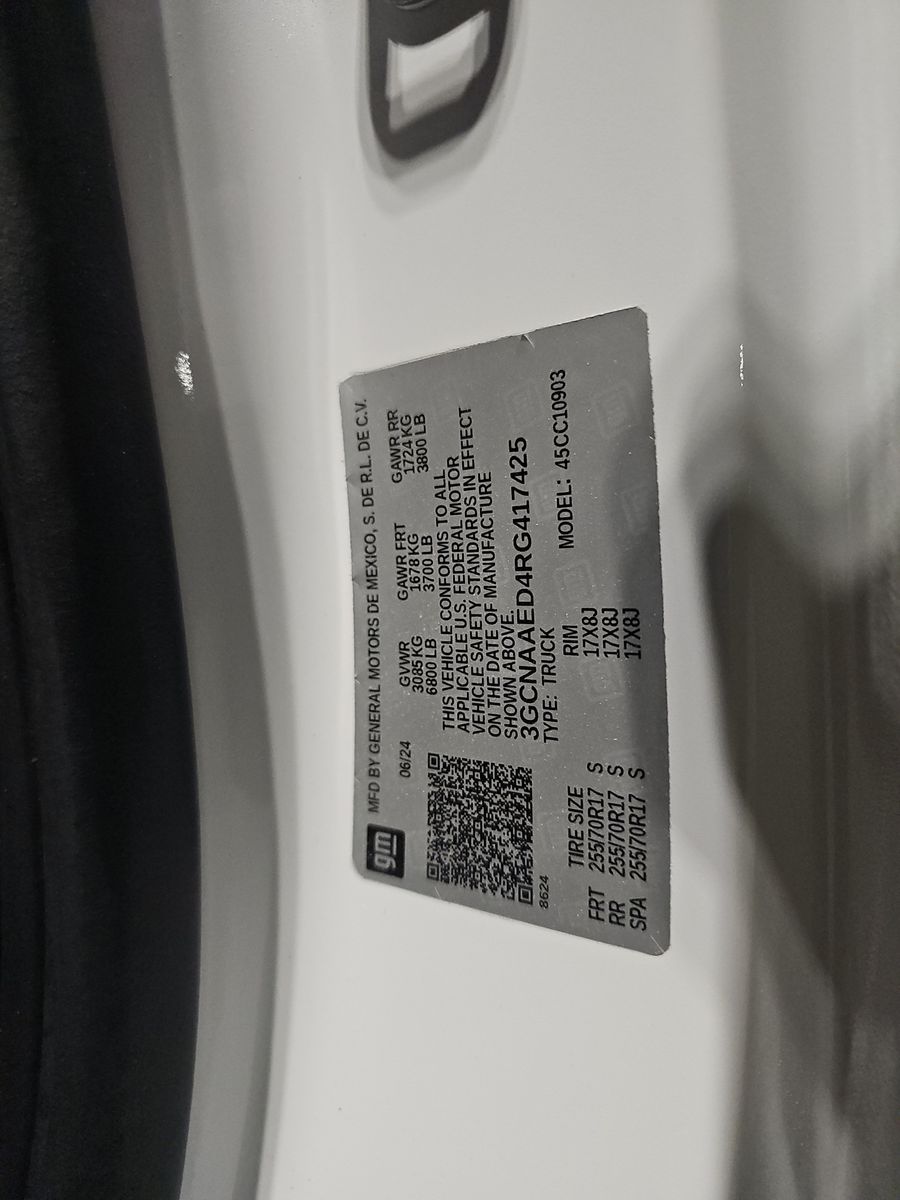 gm MFD BY GENERAL MOTORS DE MEXICO, S. DE R.L. DE C.V.
06/24 GVWR GAWR FRT GAWR RR
3085 KG 1678 KG 1724 KG
6800 LB 3700 LB 3800 LB
THIS VEHICLE CONFORMS TO ALL
APPLICABLE U.S. FEDERAL MOTOR
VEHICLE SAFETY STANDARDS IN EFFECT
ON THE DATE OF MANUFACTURE
SHOWN ABOVE.
3GCNAAED4RG417425
8624 TYPE: TRUCK MODEL: 45CC10903
TIRE SIZE RIM
FRT 255/70R17 S 17X8J
RR 255/70R17 S 17X8J
SPA 255/70R17 S 17X8J